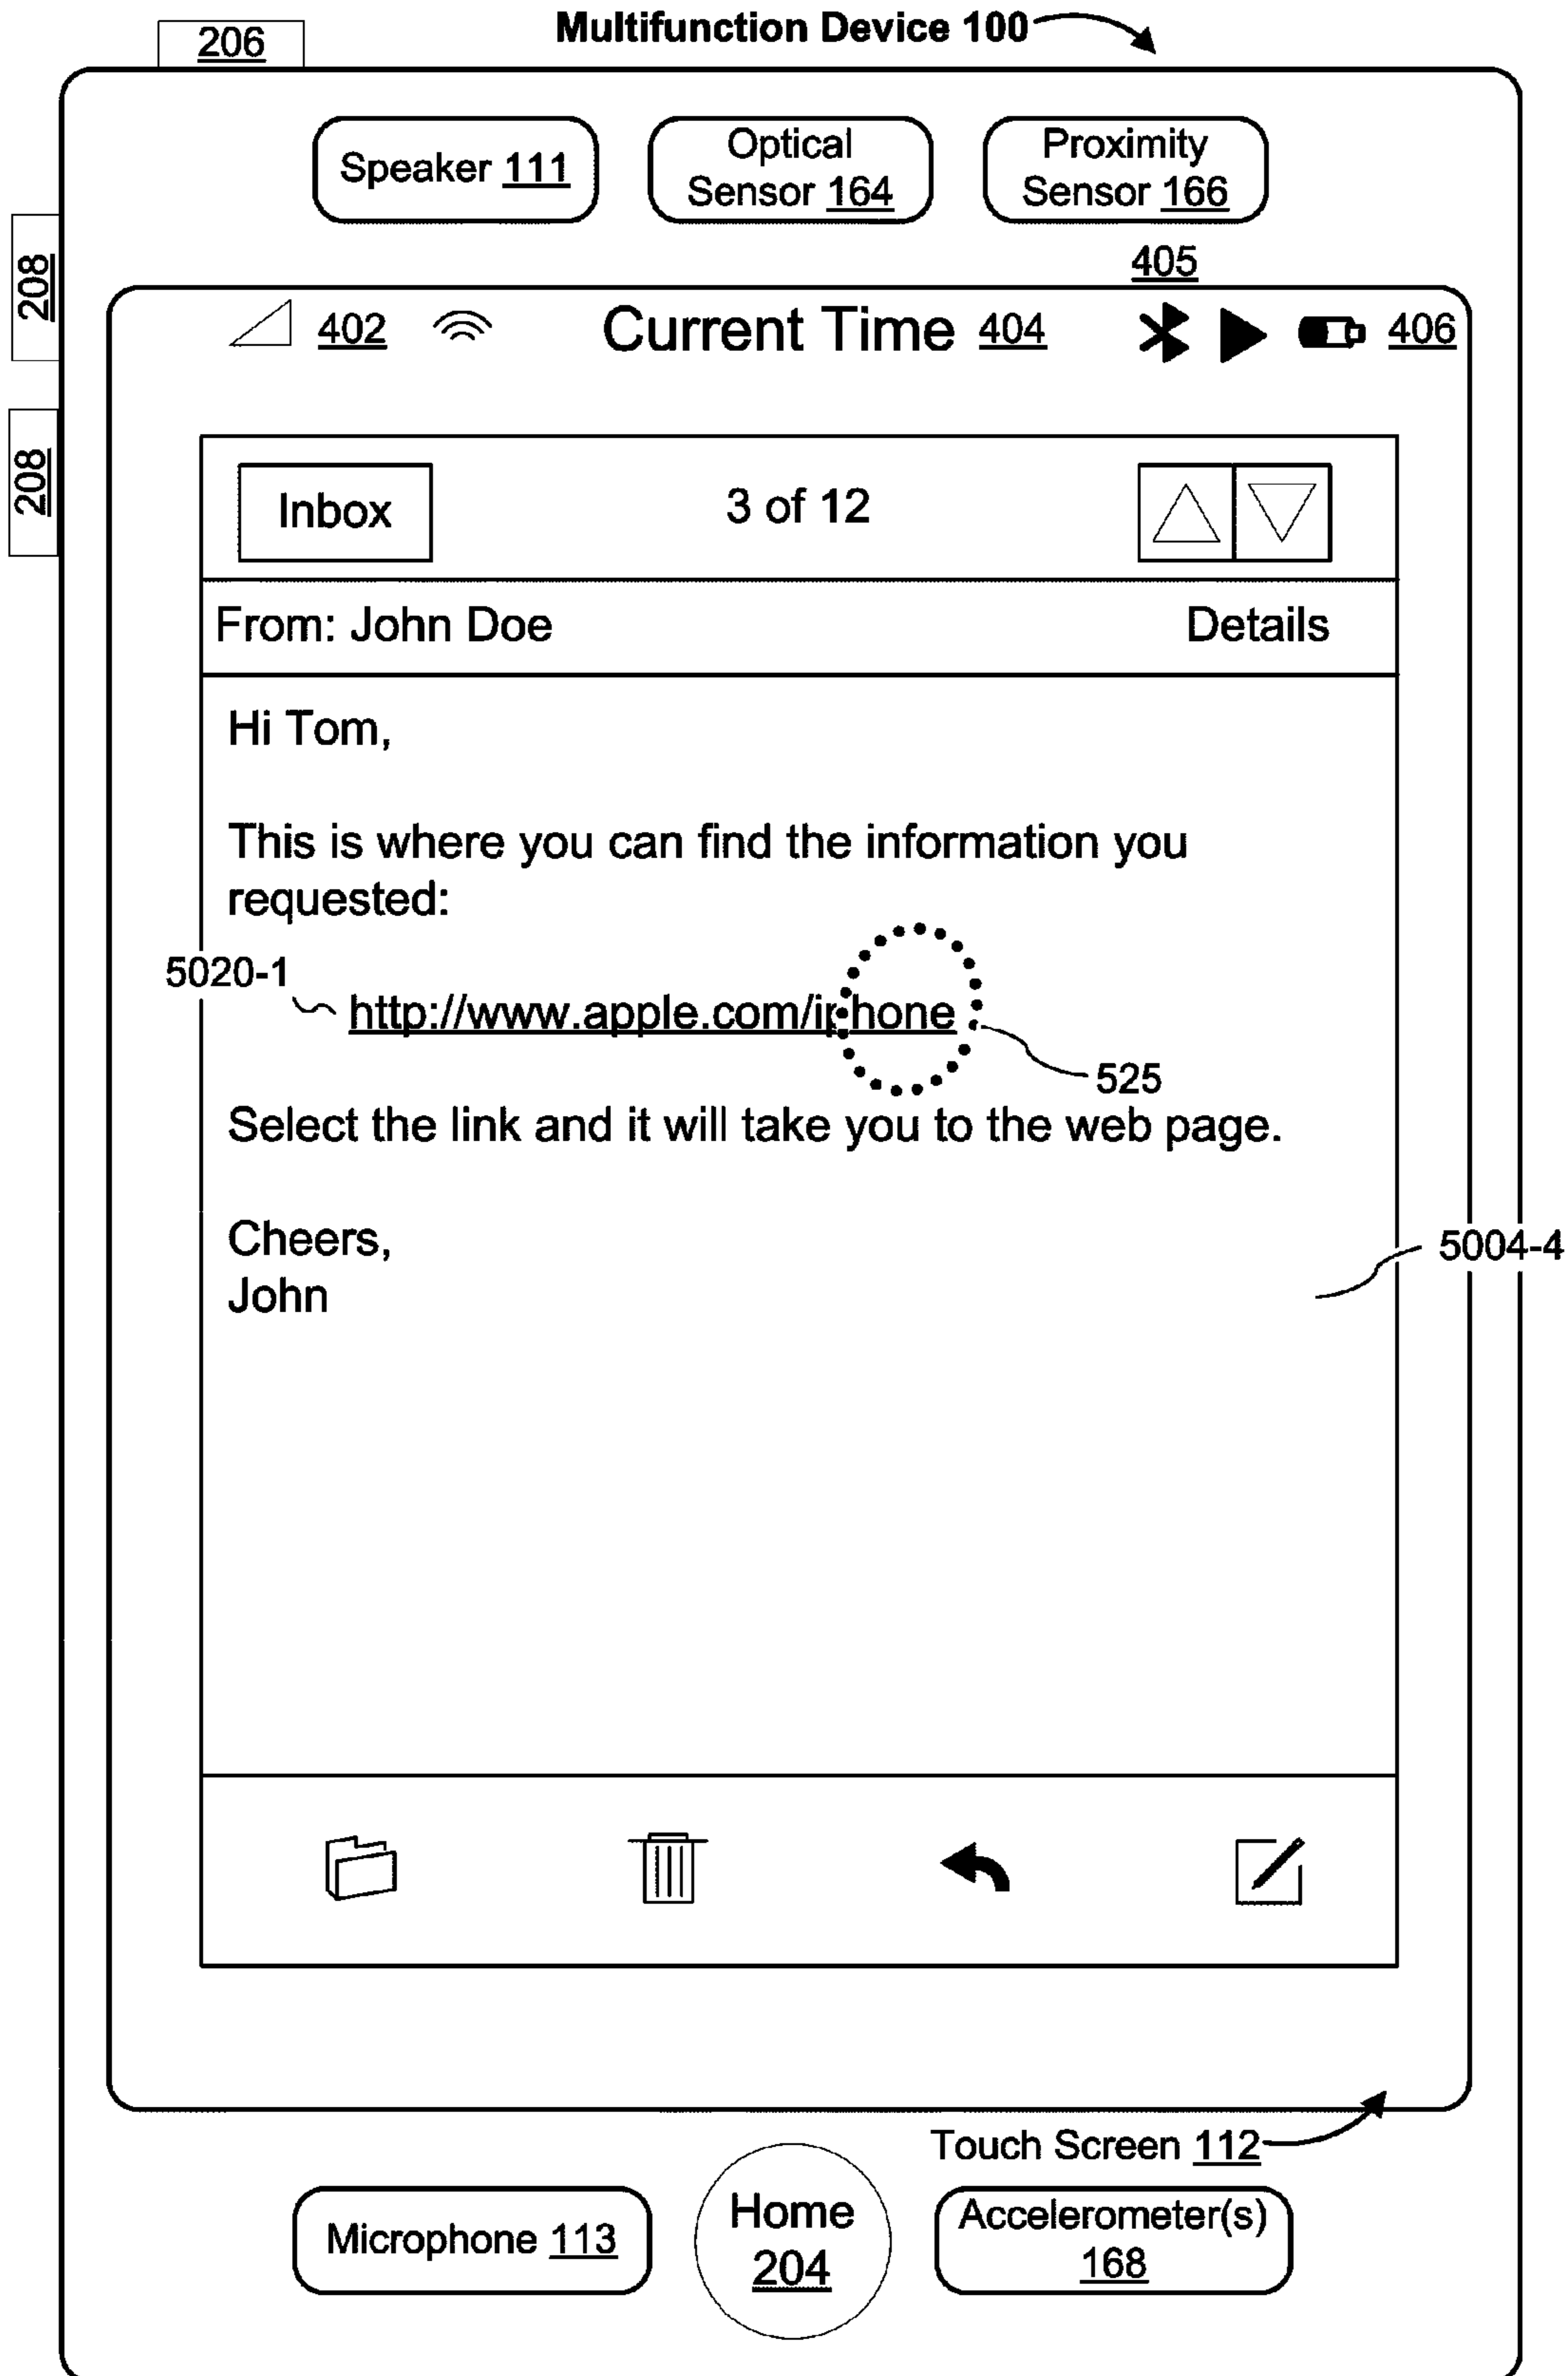 Multifunction Device 100
206
Speaker 111
Optical
Sensor 164
Proximity
Sensor 166
208
208
405
402
Current Time 404
406
Inbox
3 of 12
From: John Doe
Details
Hi Tom,
This is where you can find the information you
requested:
5020-1
http://www.apple.com/iphone
525
Select the link and it will take you to the web page.
Cheers,
John
5004-4
Touch Screen 112
Microphone 113
Home
204
Accelerometer(s)
168